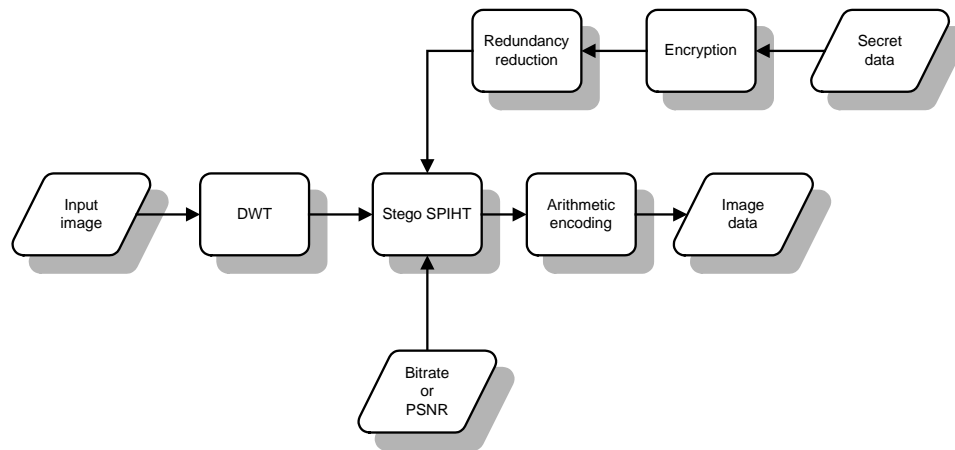 Redundancy
reduction
Encryption
Secret
data
Input
image
DWT
Stego SPIHT
Arithmetic
encoding
Image
data
Bitrate
or
PSNR